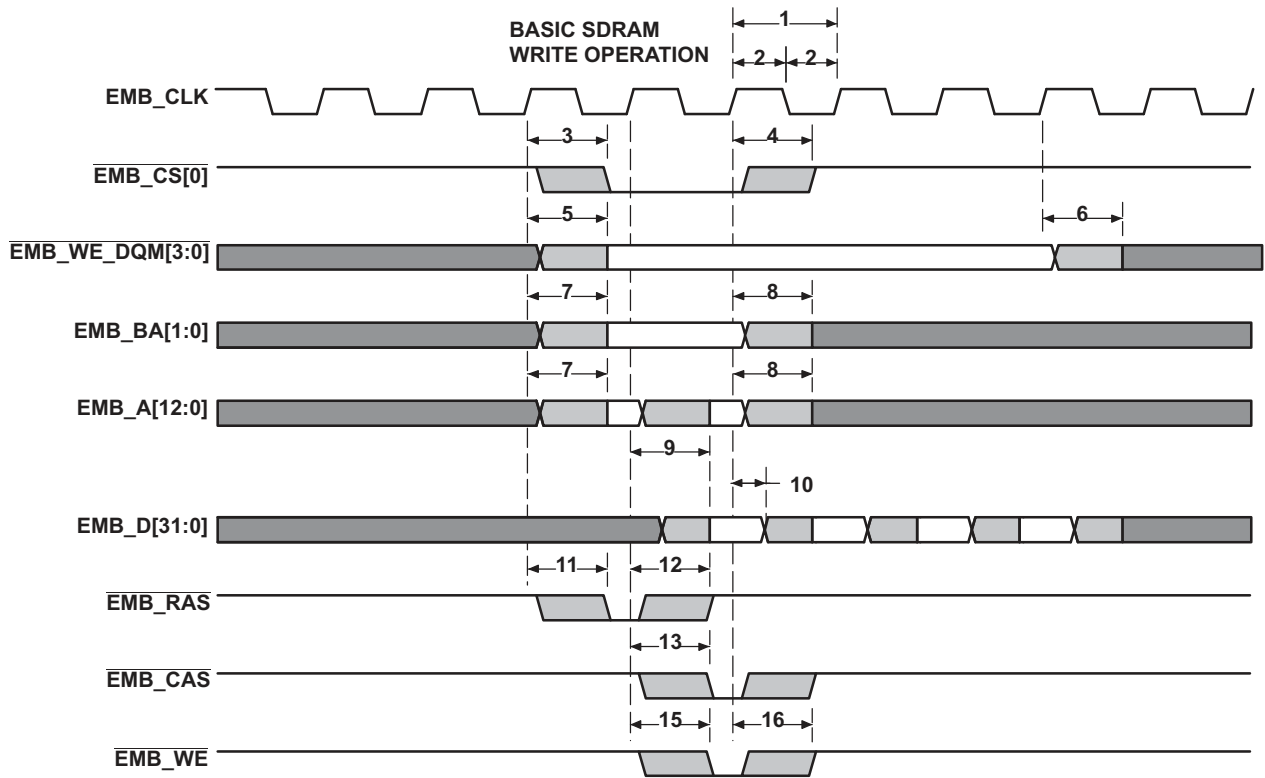 1
BASIC SDRAM
WRITE OPERATION
2 2
EMB_CLK
3 4
EMB_CS[0]
5 6
EMB_WE_DQM[3:0]
7 8
EMB_BA[1:0]
7 8
EMB_A[12:0]
9
10
EMB_D[31:0]
11 12
EMB_RAS
13
EMB_CAS
15 16
EMB_WE